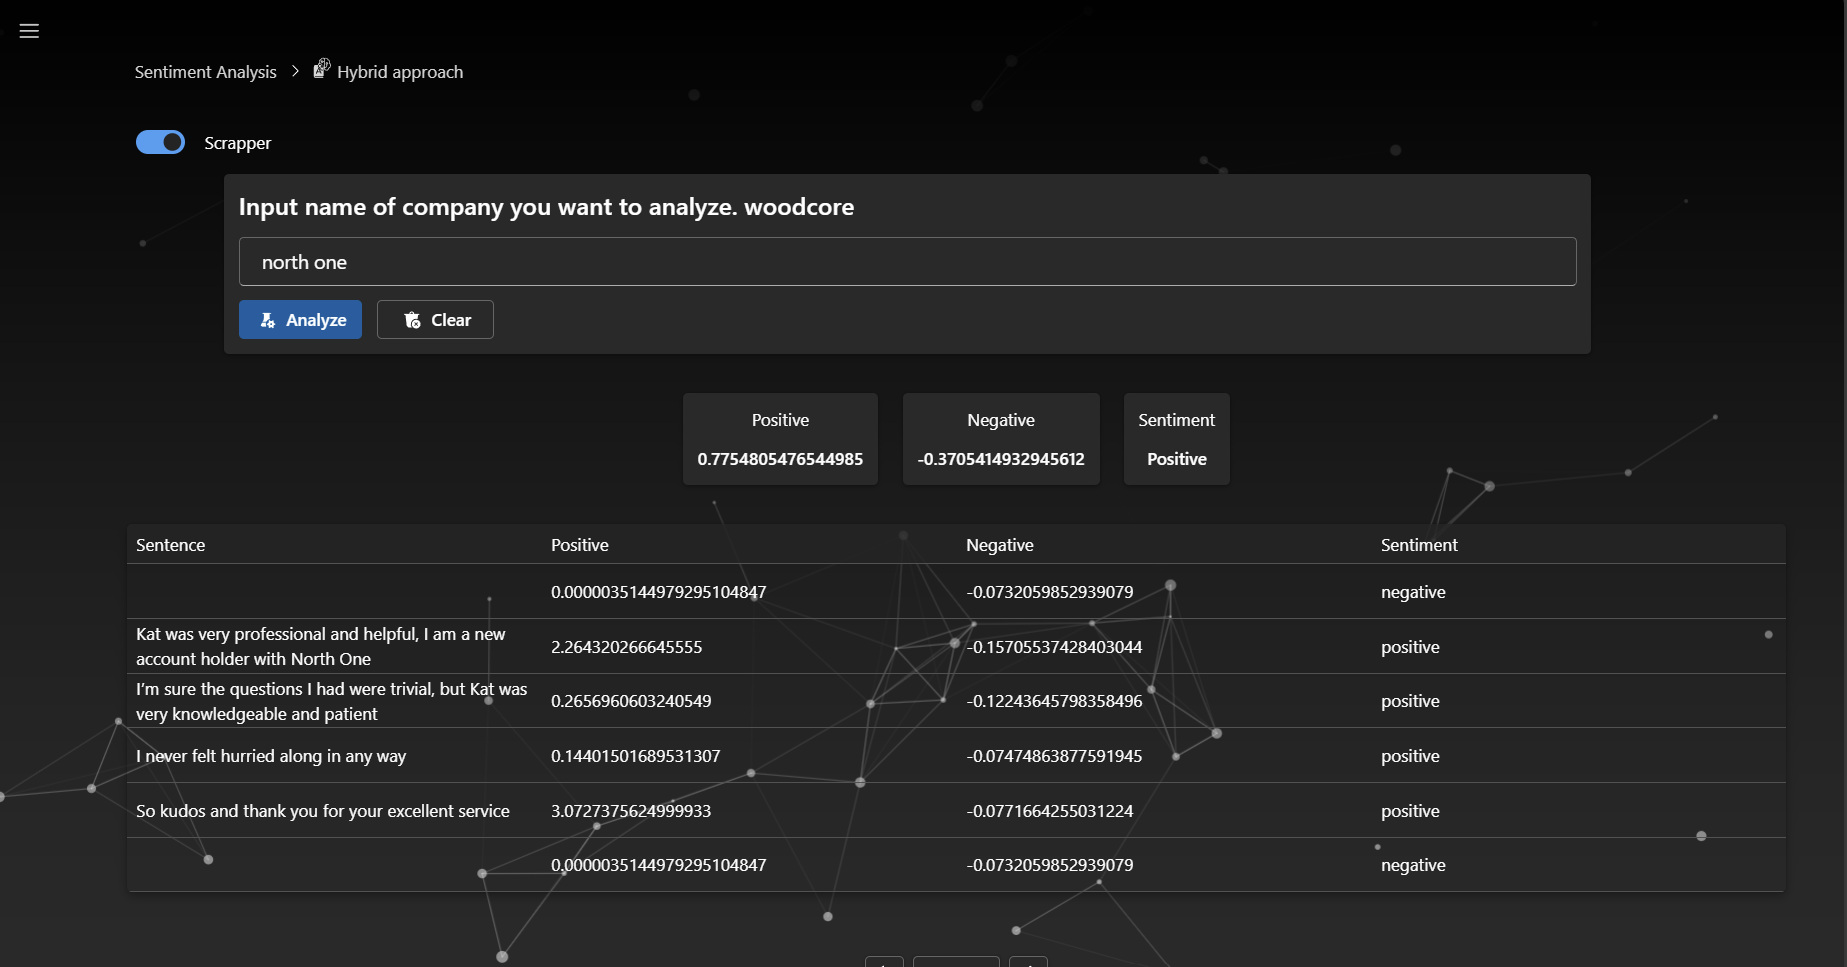 Sentiment Analysis > Hybrid approach
Scrapper
Input name of company you want to analyze. woodcore
north one
Analyze Clear
Positive Negative Sentiment
0.7754805476544985 -0.3705414932945612 Positive
Sentence Positive Negative Sentiment
0.0000035144979295104847 -0.0732059852939079 negative
Kat was very professional and helpful, I am a new
account holder with North One
2.264320266645555 -0.15705537428403044 positive
I'm sure the questions I had were trivial, but Kat was
very knowledgeable and patient
0.2656960603240549 -0.12243645798358496 positive
I never felt hurried along in any way 0.14401501689531307 -0.07474863877591945 positive
So kudos and thank you for your excellent service 3.0727375624999933 -0.0771664255031224 positive
0.0000035144979295104847 -0.0732059852939079 negative